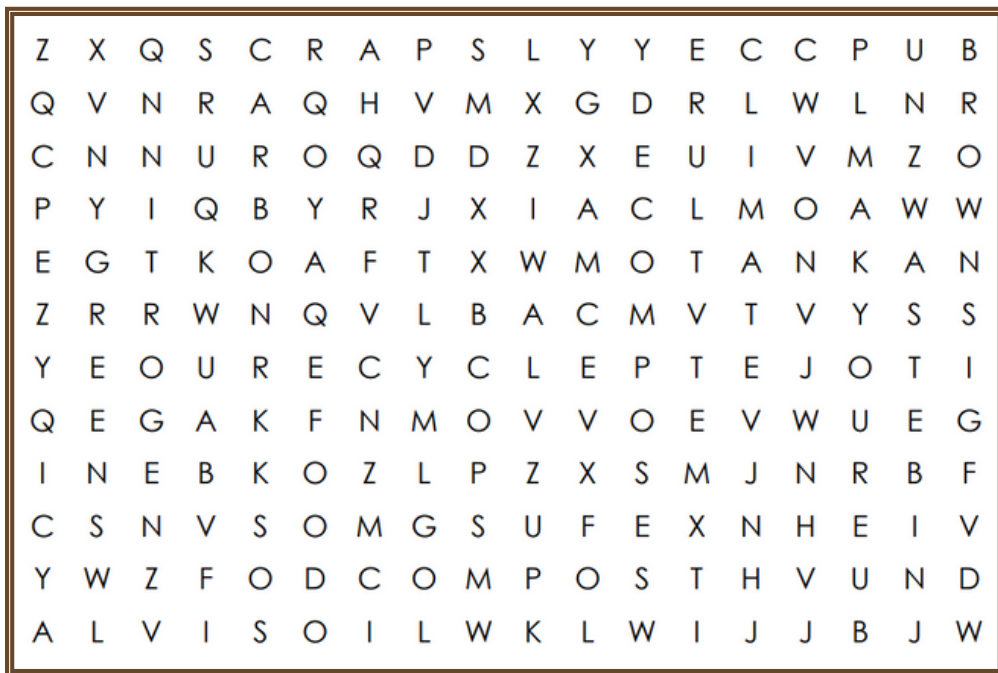 Z X Q S C R A P S L Y Y E C C P U B
Q V N R A Q H V M X G D R L W L N R
C N N U R O Q D D Z X E U I V M Z O
P Y I Q B Y R J X I A C L M O A W W
E G T K O A F T X W M O T A N K A N
Z R R W N Q V L B A C M V T V Y S S
Y E O U R E C Y C L E P T E J O T I
Q E G A K F N M O V V O E V W U E G
I N E B K O Z L P Z X S M J N R B F
C S N V S O M G S U F E X N H E I V
Y W Z F O D C O M P O S T H V U N D
A L V I S O I L W K L W I J J B J W